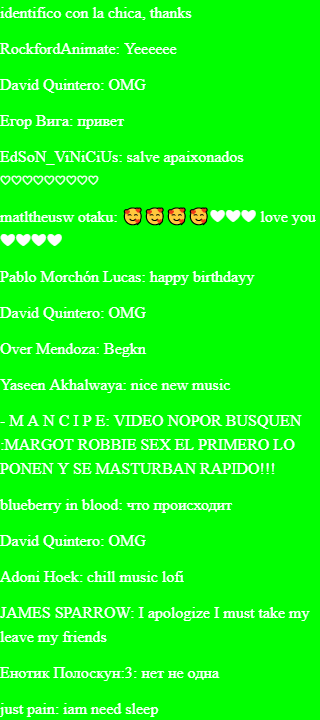 identifico con la chica, thanks
RockfordAnimate: Yeeeeee
David Quintero: OMG
Егор Вига: привет
EdSoN_ViNiCiUs: salve apaixonados
♡♡♡♡♡♡♡♡♡
matltheusw otaku: 🥰🥰🥰🥰🤍🤍🤍 love you
🤍🤍🤍🤍
Pablo Morchón Lucas: happy birthdayy
David Quintero: OMG
Over Mendoza: Begkn
Yaseen Akhalwaya: nice new music
- M A N C I P E: VIDEO NOPOR BUSQUEN
:MARGOT ROBBIE SEX EL PRIMERO LO
PONEN Y SE MASTURBAN RAPIDO!!!
blueberry in blood: что происходит
David Quintero: OMG
Adoni Hoek: chill music lofi
JAMES SPARROW: I apologize I must take my
leave my friends
Енотик Полоскун:3: нет не одна
just pain: iam need sleep